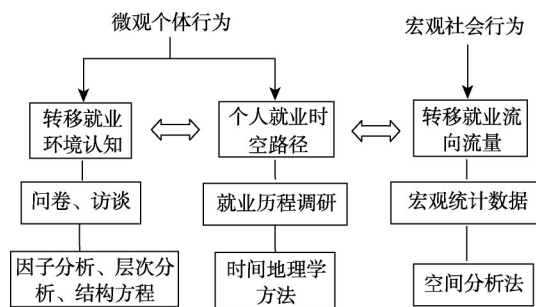 微观个体行为
宏观社会行为
转移就业
环境认知
个人就业时
空路径
转移就业流
向流量
问卷、访谈
就业历程调研
宏观统计数据
因子分析、层次分
析、结构方程
时间地理学
方法
空间分析法